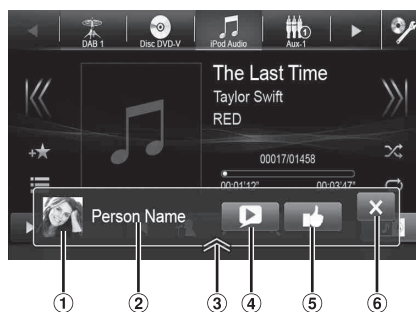 DAB 1
Disc DVD-V
iPod Audio
Aux-1
1
The Last Time
Taylor Swift
RED
00017/01458
00:01'12" 00:03'47"
Person Name
1 2 3 4 5 6